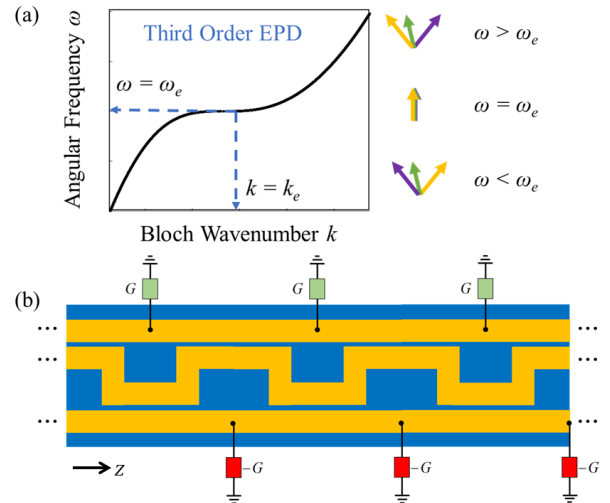 (a)
Third Order EPD
Angular Frequency ω
ω = ωₑ
k = kₑ
Bloch Wavenumber k
ω > ωₑ
ω = ωₑ
ω < ωₑ
(b)
G
G
G
...
...
...
...
...
...
Z
−G
−G
−G